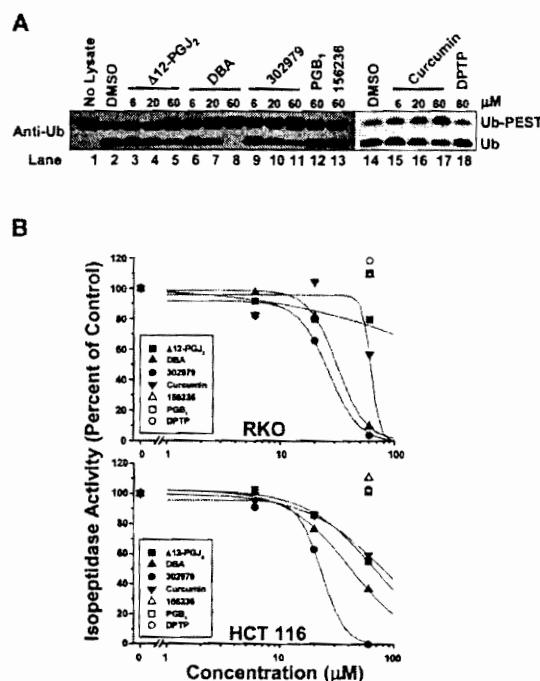 A
No Lysate
DMSO
Δ12-PGJ2
DBA
302979
PGB1
156236
DMSO
Curcumin
DPTP
6 20 60 6 20 60 6 20 60 60 60 6 20 60 60 μM
Anti-Ub
Ub-PEST
Ub
Lane 1 2 3 4 5 6 7 8 9 10 11 12 13 14 15 16 17 18
B
Isopeptidase Activity (Percent of Control)
120
100
80
60
40
20
0
Δ12-PGJ2
DBA
302979
Curcumin
156236
PGB1
DPTP
RKO
0 1 10 100
120
100
80
60
40
20
0
Δ12-PGJ2
DBA
302979
Curcumin
156236
PGB1
DPTP
HCT 116
0 1 10 100
Concentration (μM)